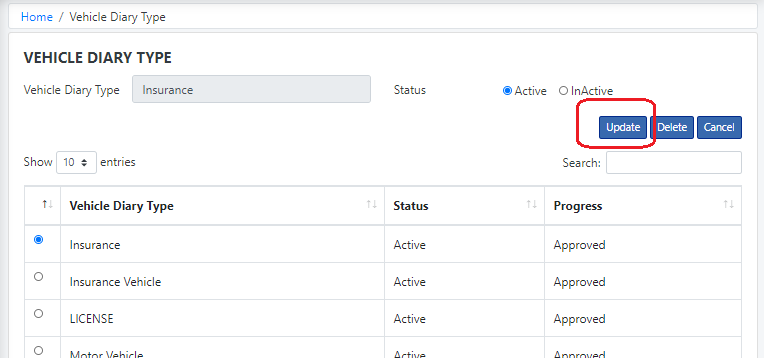 Home / Vehicle Diary Type
VEHICLE DIARY TYPE
Vehicle Diary Type Insurance Status Active InActive
Update Delete Cancel
Show 10 entries Search:
Vehicle Diary Type Status Progress
Insurance Active Approved
Insurance Vehicle Active Approved
LICENSE Active Approved
Motor Vehicle Active Approved